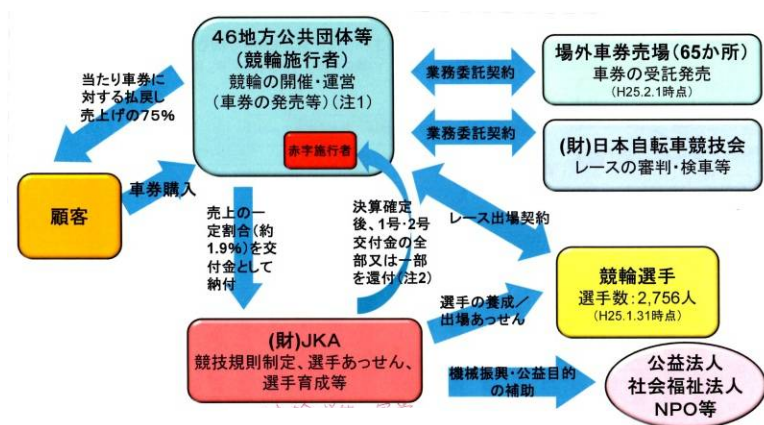 46地方公共団体等
(競輪施行者)
競輪の開催・運営
(車券の発売等)(注1)
赤字施行者
当たり車券に
対する払戻し
売上げの75%
車券購入
顧客
業務委託契約
場外車券売場(65か所)
車券の受託発売
(H25.2.1時点)
業務委託契約
(財)日本自転車競技会
レースの審判・検車等
売上の一
定割合(約
1.9%)を交
付金として
納付
決算確定
後、1号・2号
交付金の全
部又は一部
を還付(注2)
レース出場契約
競輪選手
選手数:2,756人
(H25.1.31時点)
選手の養成/
出場あっせん
(財)JKA
競技規則制定、選手あっせん、
選手育成等
機械振興・公益目的
の補助
公益法人
社会福祉法人
NPO等